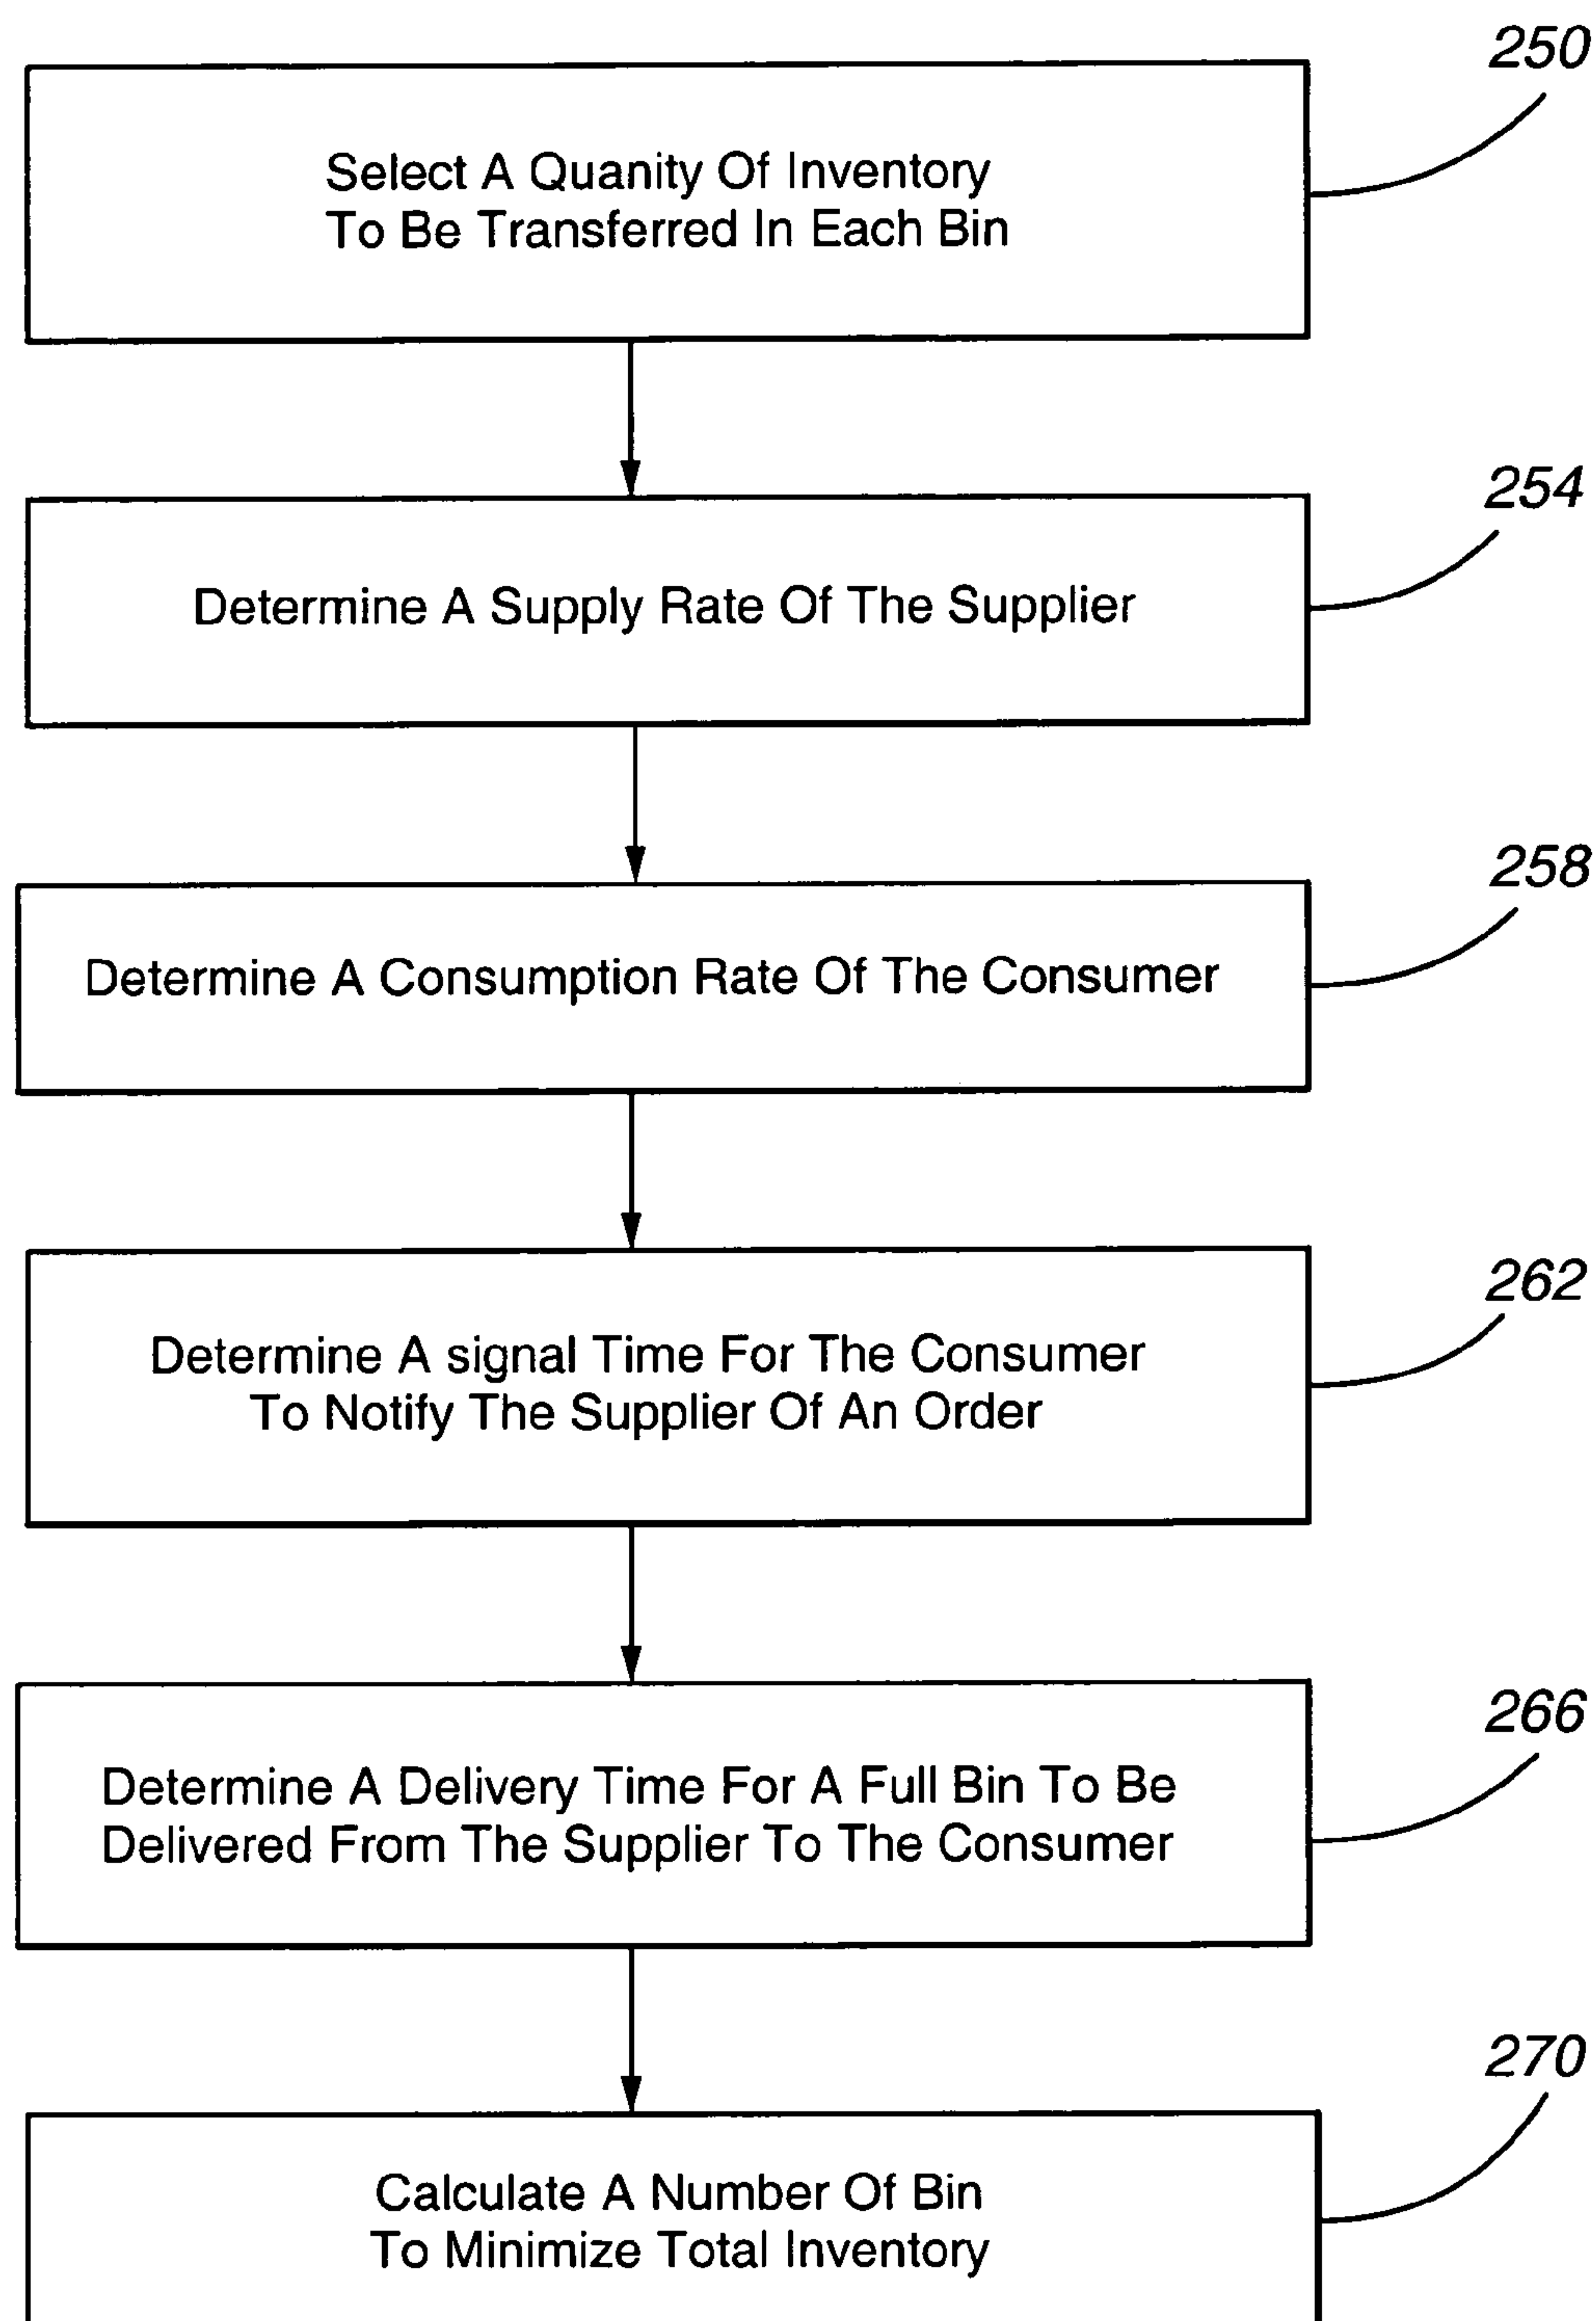 250
Select A Quanity Of Inventory
To Be Transferred In Each Bin
254
Determine A Supply Rate Of The Supplier
258
Determine A Consumption Rate Of The Consumer
262
Determine A signal Time For The Consumer
To Notify The Supplier Of An Order
266
Determine A Delivery Time For A Full Bin To Be
Delivered From The Supplier To The Consumer
270
Calculate A Number Of Bin
To Minimize Total Inventory